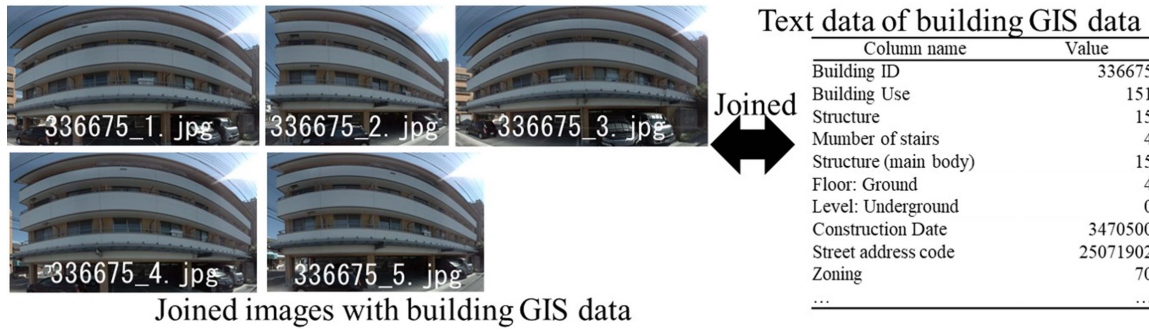 336675_1. jpg
336675_2. jpg
336675_3. jpg
336675_4. jpg
336675_5. jpg
Joined images with building GIS data
Joined
Text data of building GIS data
Column name Value
Building ID 336675
Building Use 151
Structure 15
Mumber of stairs 4
Structure (main body) 15
Floor: Ground 4
Level: Underground 0
Construction Date 3470500
Street address code 25071902
Zoning 70
... ...